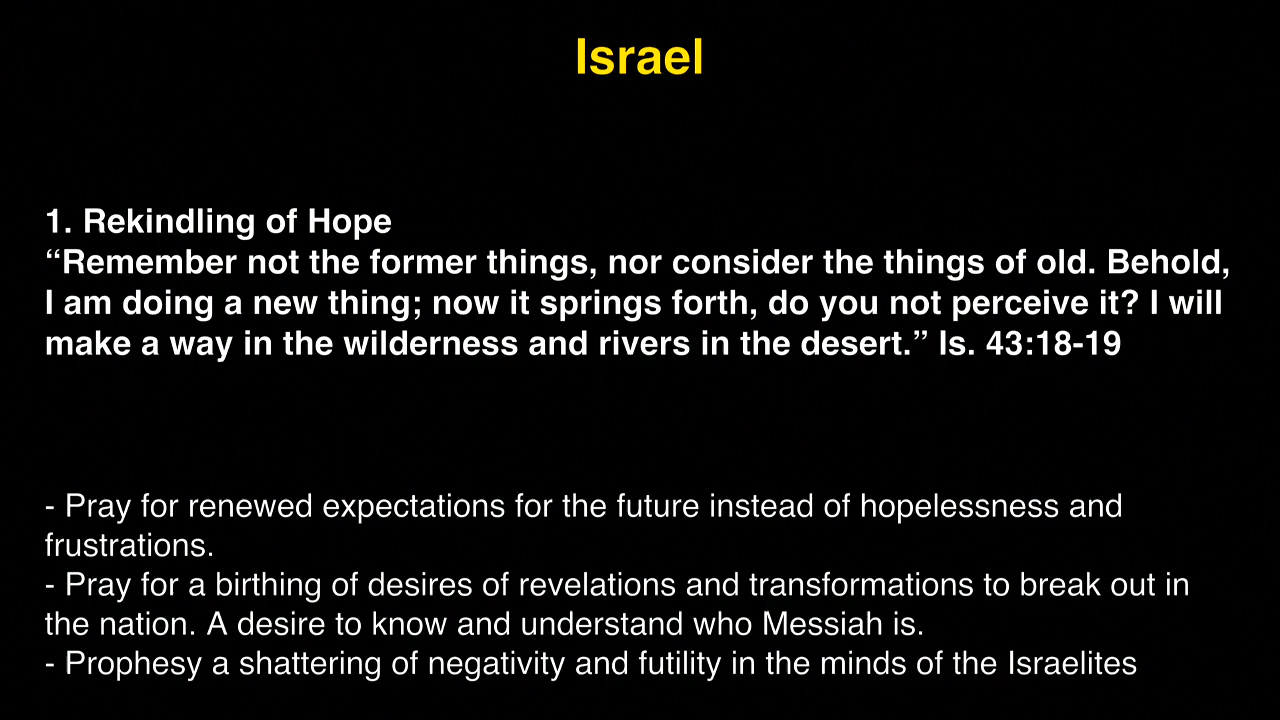 Israel
1. Rekindling of Hope
“Remember not the former things, nor consider the things of old. Behold,
I am doing a new thing; now it springs forth, do you not perceive it? I will
make a way in the wilderness and rivers in the desert.” Is. 43:18-19
- Pray for renewed expectations for the future instead of hopelessness and
frustrations.
- Pray for a birthing of desires of revelations and transformations to break out in
the nation. A desire to know and understand who Messiah is.
- Prophesy a shattering of negativity and futility in the minds of the Israelites